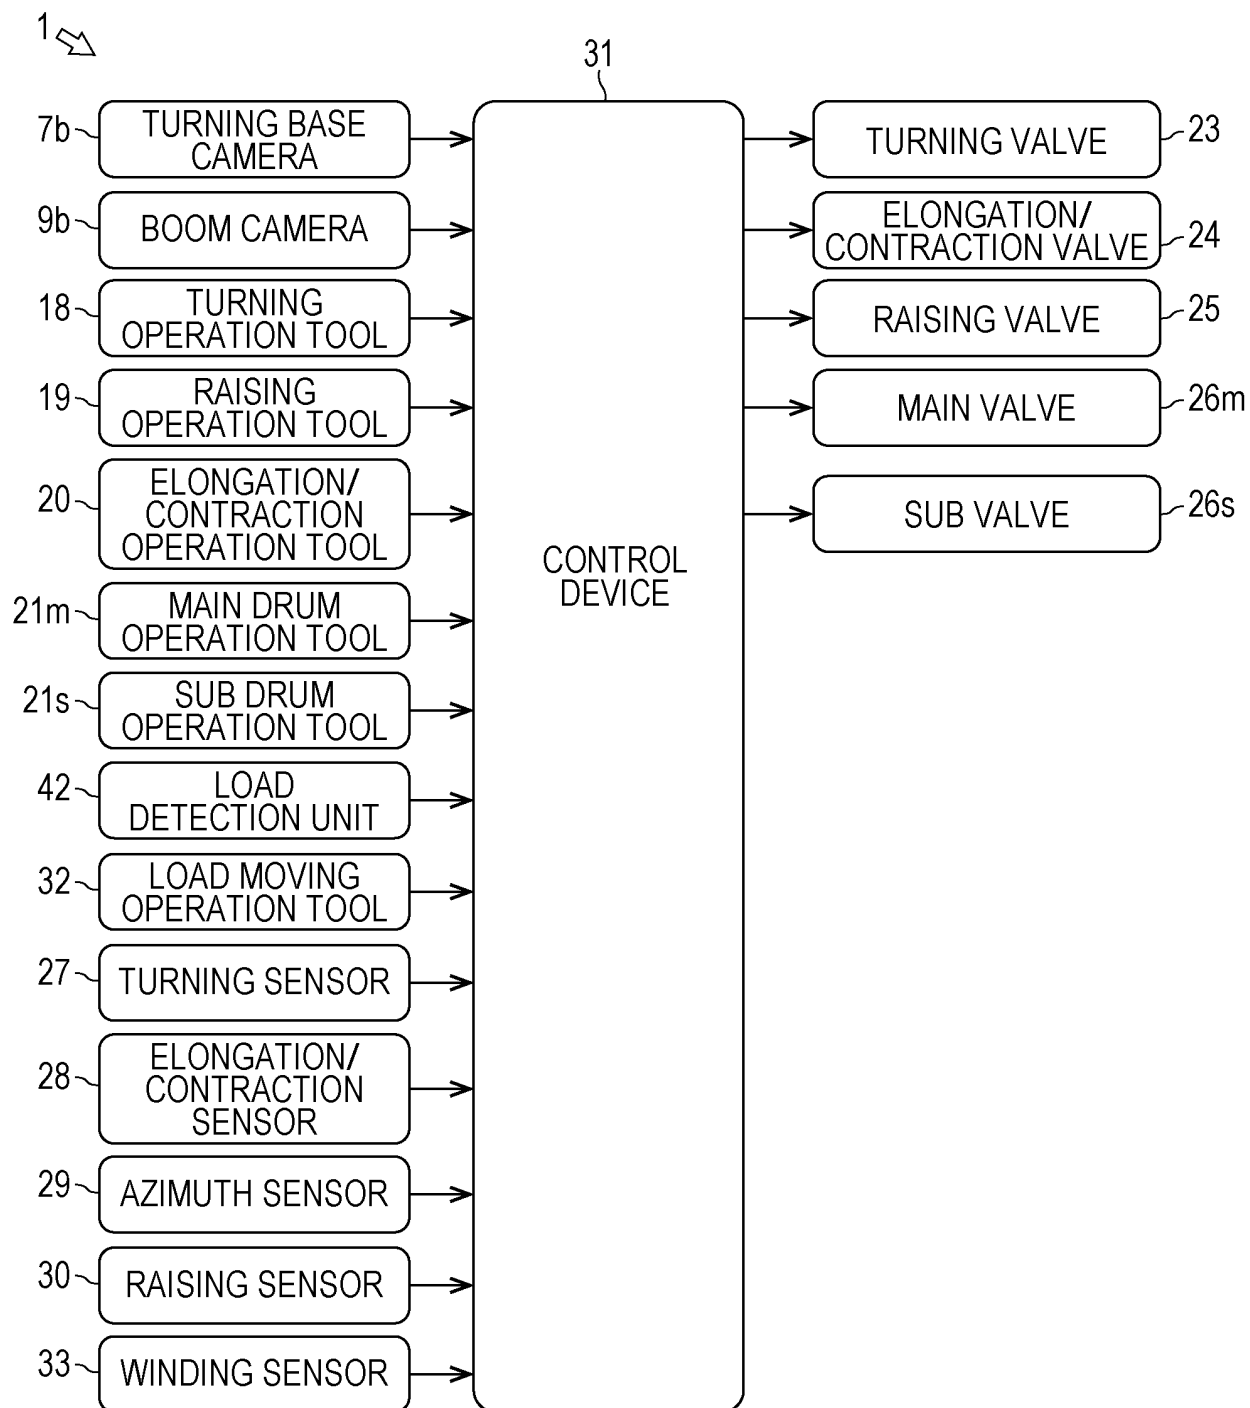 1
31
7b
TURNING BASE
CAMERA
9b
BOOM CAMERA
18
TURNING
OPERATION TOOL
19
RAISING
OPERATION TOOL
20
ELONGATION/
CONTRACTION
OPERATION TOOL
21m
MAIN DRUM
OPERATION TOOL
21s
SUB DRUM
OPERATION TOOL
42
LOAD
DETECTION UNIT
32
LOAD MOVING
OPERATION TOOL
27
TURNING SENSOR
28
ELONGATION/
CONTRACTION
SENSOR
29
AZIMUTH SENSOR
30
RAISING SENSOR
33
WINDING SENSOR
CONTROL
DEVICE
TURNING VALVE
23
ELONGATION/
CONTRACTION VALVE
24
RAISING VALVE
25
MAIN VALVE
26m
SUB VALVE
26s